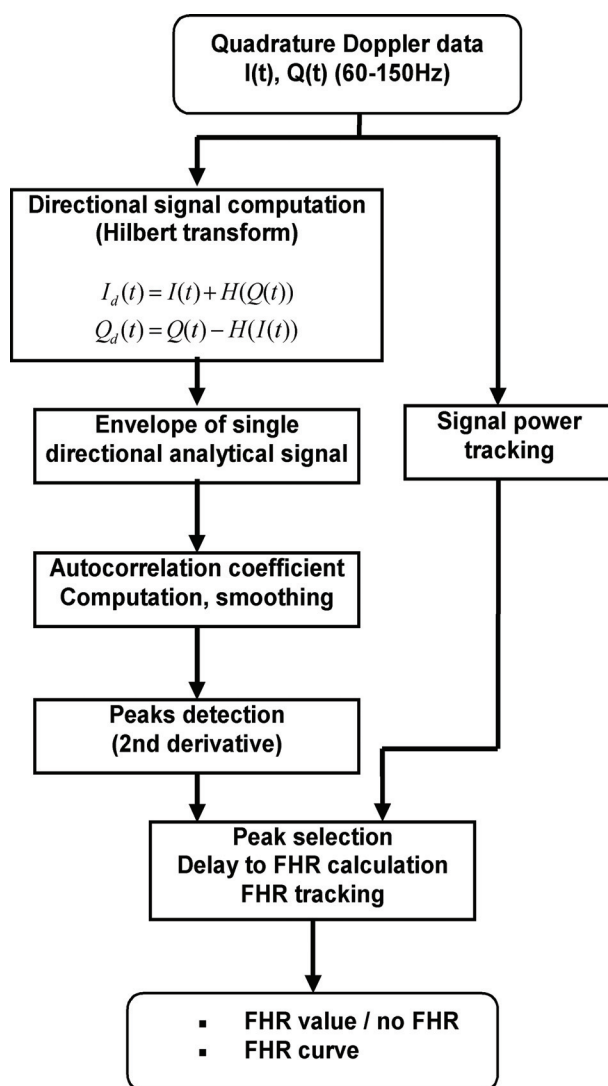 Quadrature Doppler data
I(t), Q(t) (60-150Hz)
Directional signal computation
(Hilbert transform)
I_d(t) = I(t) + H(Q(t))
Q_d(t) = Q(t) − H(I(t))
Envelope of single
directional analytical signal
Signal power
tracking
Autocorrelation coefficient
Computation, smoothing
Peaks detection
(2nd derivative)
Peak selection
Delay to FHR calculation
FHR tracking
▪ FHR value / no FHR
▪ FHR curve